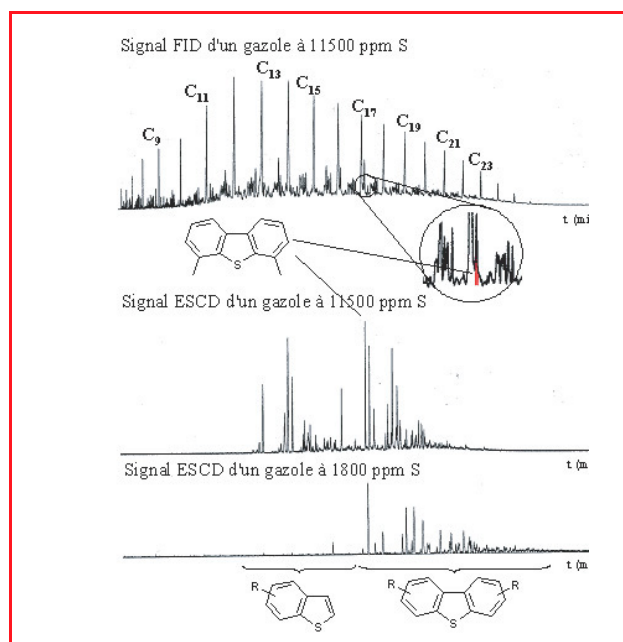 Signal FID d'un gazole à 11500 ppm S
C9
C11
C13
C15
C17
C19
C21
C23
t (mi
S
Signal ESCD d'un gazole à 11500 ppm S
t (m
Signal ESCD d'un gazole à 1800 ppm S
t (m
R
S
R
R
S